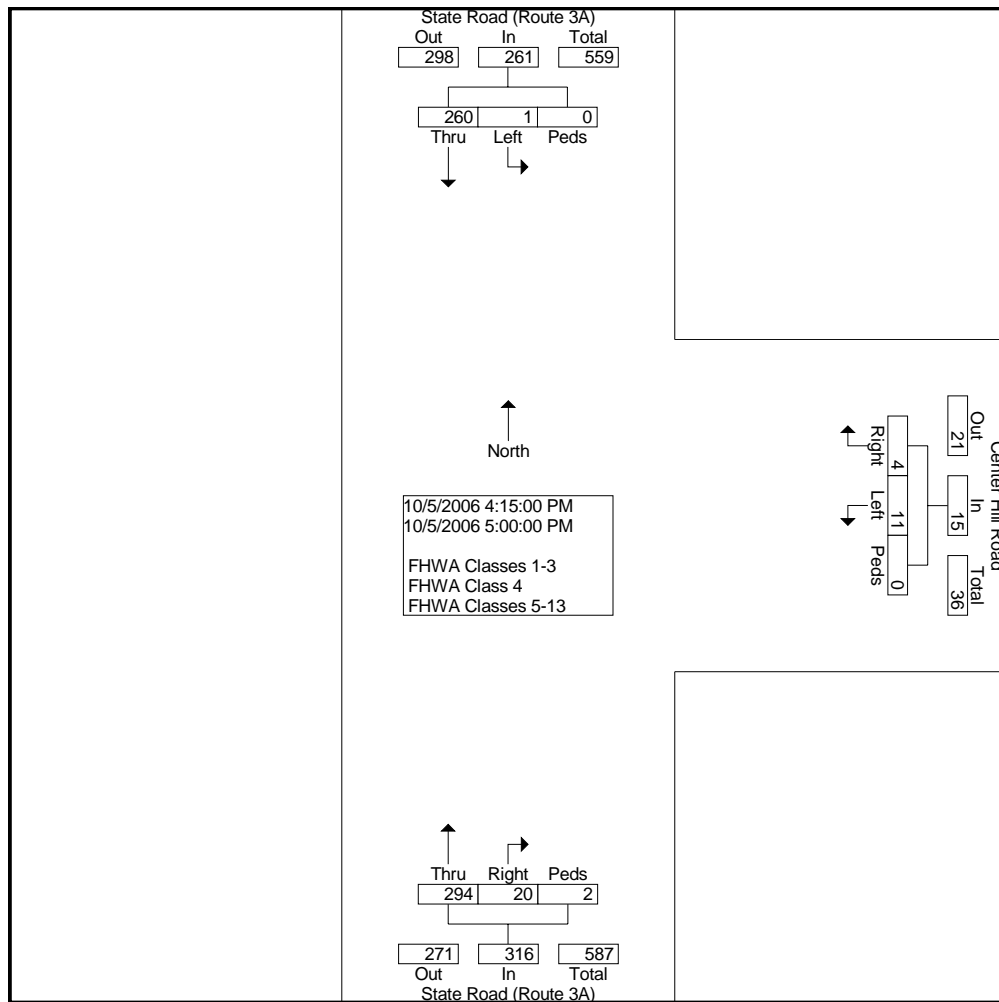 State Road (Route 3A)
Out In Total
298 261 559
260 1 0
Thru Left Peds
North
10/5/2006 4:15:00 PM
10/5/2006 5:00:00 PM
FHWA Classes 1-3
FHWA Class 4
FHWA Classes 5-13
Center Hill Road
Out In Total
21 15 36
4 11 0
Right Left Peds
Thru Right Peds
294 20 2
271 316 587
Out In Total
State Road (Route 3A)